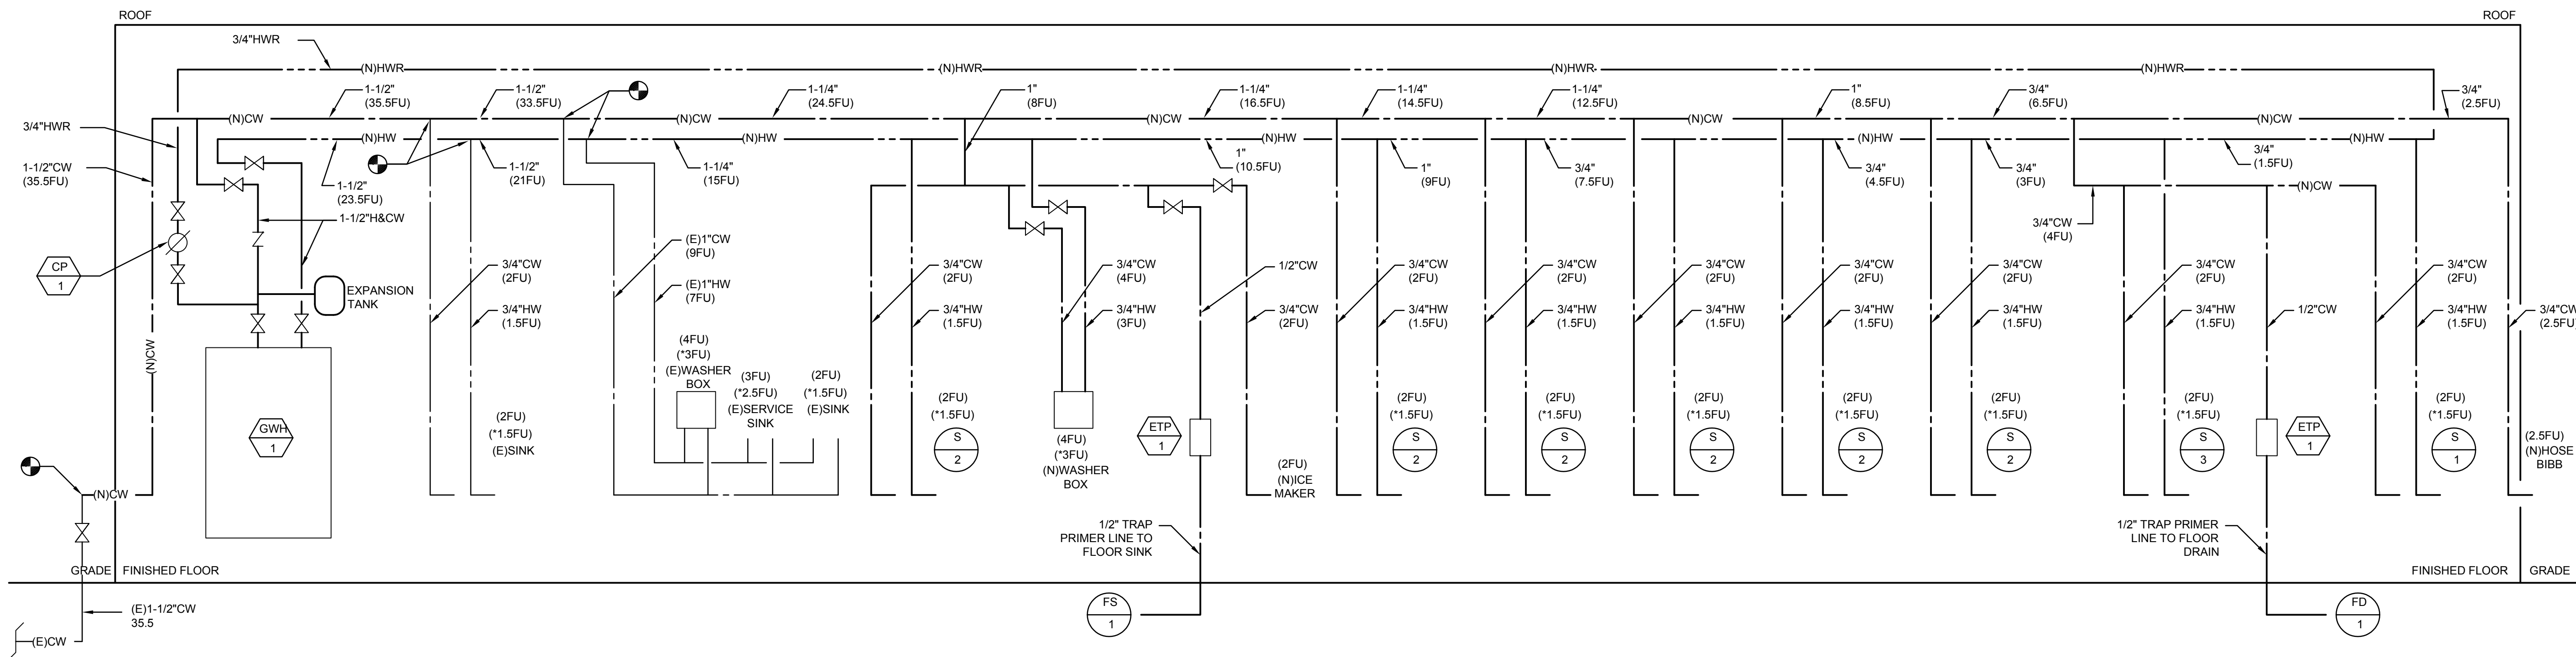 ROOF
ROOF
3/4"HWR
(N)HWR
(N)HWR
(N)HWR
(N)HWR
1-1/2"
(35.5FU)
1-1/2"
(33.5FU)
1-1/4"
(24.5FU)
1"
(8FU)
1-1/4"
(16.5FU)
1-1/4"
(14.5FU)
1-1/4"
(12.5FU)
1"
(8.5FU)
3/4"
(6.5FU)
3/4"
(2.5FU)
3/4"HWR
(N)CW
(N)CW
(N)CW
(N)CW
(N)CW
(N)HW
(N)HW
(N)HW
(N)HW
(N)HW
1-1/2"CW
(35.5FU)
1-1/2"
(23.5FU)
1-1/2"
(21FU)
1-1/4"
(15FU)
1"
(10.5FU)
1"
(9FU)
3/4"
(7.5FU)
3/4"
(4.5FU)
3/4"
(3FU)
3/4"
(1.5FU)
(N)CW
1-1/2"H&CW
3/4"CW
(4FU)
CP
1
EXPANSION
TANK
3/4"CW
(2FU)
3/4"HW
(1.5FU)
(E)1"CW
(9FU)
(E)1"HW
(7FU)
3/4"CW
(2FU)
3/4"HW
(1.5FU)
3/4"CW
(4FU)
3/4"HW
(3FU)
1/2"CW
3/4"CW
(2FU)
3/4"CW
(2FU)
3/4"HW
(1.5FU)
3/4"CW
(2FU)
3/4"HW
(1.5FU)
3/4"CW
(2FU)
3/4"HW
(1.5FU)
3/4"CW
(2FU)
3/4"HW
(1.5FU)
3/4"CW
(2FU)
3/4"HW
(1.5FU)
3/4"CW
(2FU)
3/4"HW
(1.5FU)
1/2"CW
3/4"CW
(2FU)
3/4"HW
(1.5FU)
3/4"CW
(2.5FU)
(N)CW
GWH
1
(2FU)
(*1.5FU)
(E)SINK
(4FU)
(*3FU)
(E)WASHER
BOX
(3FU)
(*2.5FU)
(E)SERVICE
SINK
(2FU)
(*1.5FU)
(E)SINK
(2FU)
(*1.5FU)
S
2
(4FU)
(*3FU)
(N)WASHER
BOX
ETP
1
(2FU)
(N)ICE
MAKER
(2FU)
(*1.5FU)
S
2
(2FU)
(*1.5FU)
S
2
(2FU)
(*1.5FU)
S
2
(2FU)
(*1.5FU)
S
2
(2FU)
(*1.5FU)
S
2
(2FU)
(*1.5FU)
S
3
ETP
1
(2FU)
(*1.5FU)
S
1
(2.5FU)
(N)HOSE
BIBB
(N)CW
1/2" TRAP
PRIMER LINE TO
FLOOR SINK
1/2" TRAP PRIMER
LINE TO FLOOR
DRAIN
GRADE
FINISHED FLOOR
FINISHED FLOOR
GRADE
(E)1-1/2"CW
35.5
(E)CW
FS
1
FD
1